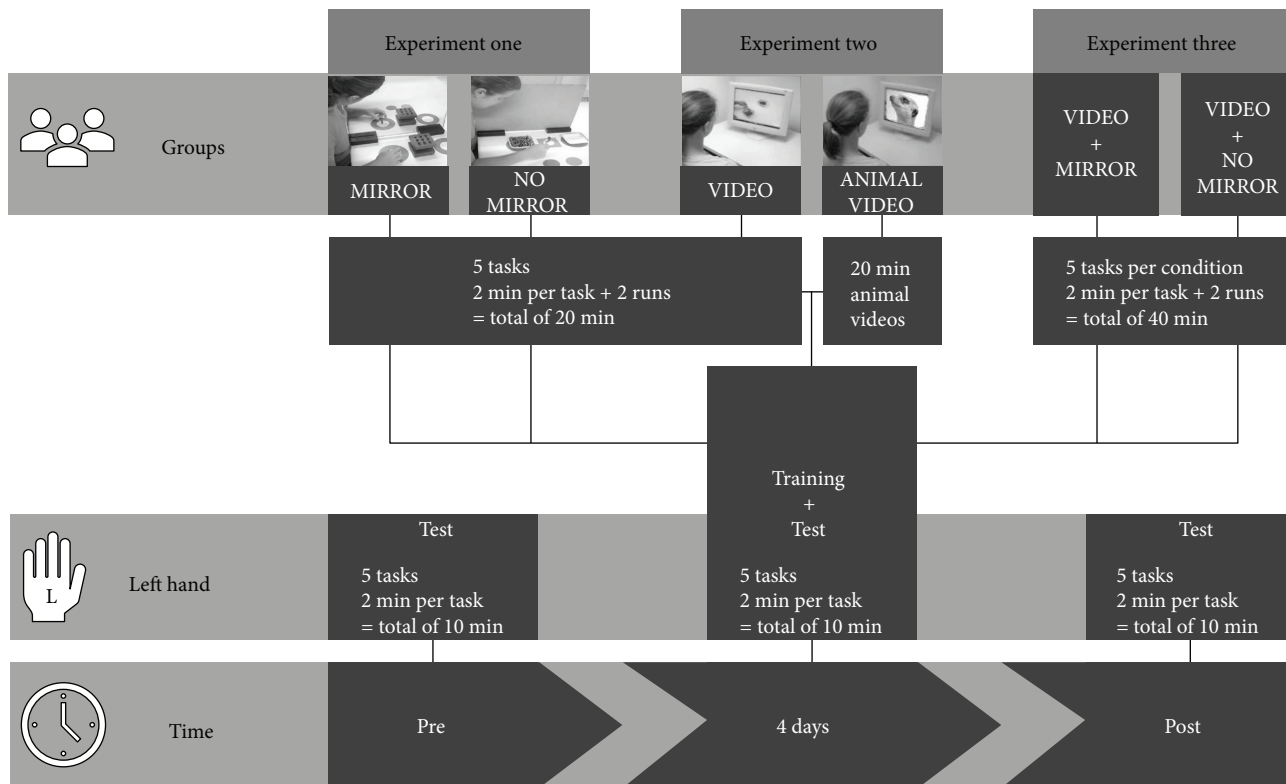 Experiment one
Experiment two
Experiment three
Groups
MIRROR
NO
MIRROR
VIDEO
ANIMAL
VIDEO
VIDEO
+
MIRROR
VIDEO
+
NO
MIRROR
5 tasks
2 min per task + 2 runs
= total of 20 min
20 min
animal
videos
5 tasks per condition
2 min per task + 2 runs
= total of 40 min
Training
+
Test
5 tasks
2 min per task
= total of 10 min
L
Left hand
Test
5 tasks
2 min per task
= total of 10 min
Test
5 tasks
2 min per task
= total of 10 min
Time
Pre
4 days
Post